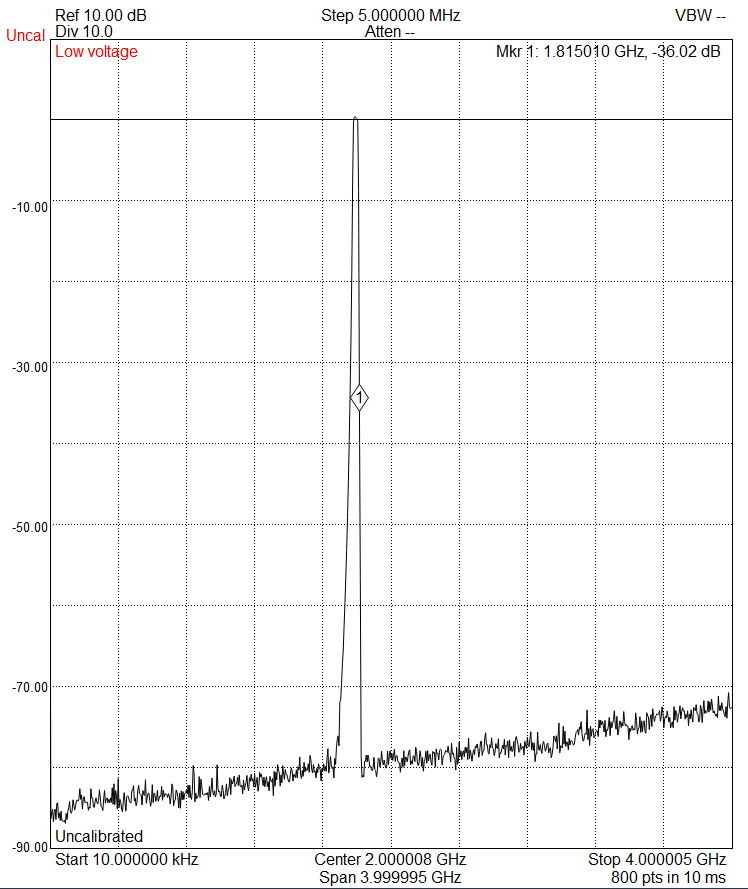 Ref 10.00 dB Step 5.000000 MHz VBW --
Uncal Div 10.0 Atten --
Low voltage Mkr 1: 1.815010 GHz, -36.02 dB
-10.00
-30.00
1
-50.00
-70.00
Uncalibrated
-90.00
Start 10.000000 kHz Center 2.000008 GHz Stop 4.000005 GHz
Span 3.999995 GHz 800 pts in 10 ms